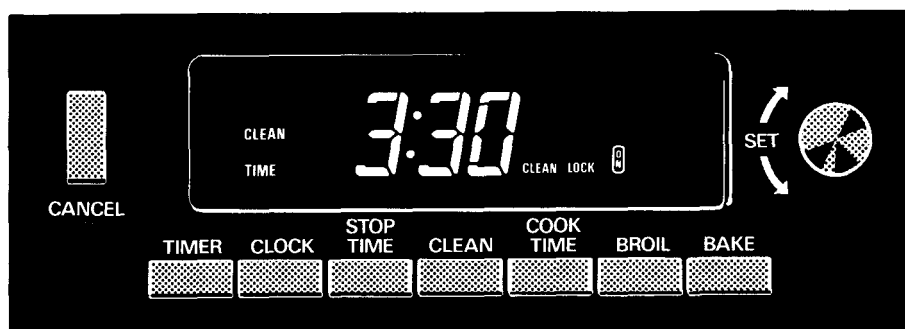 CLEAN
TIME
3:30
CLEAN LOCK
ON
SET
CANCEL
TIMER
CLOCK
STOP
TIME
CLEAN
COOK
TIME
BROIL
BAKE